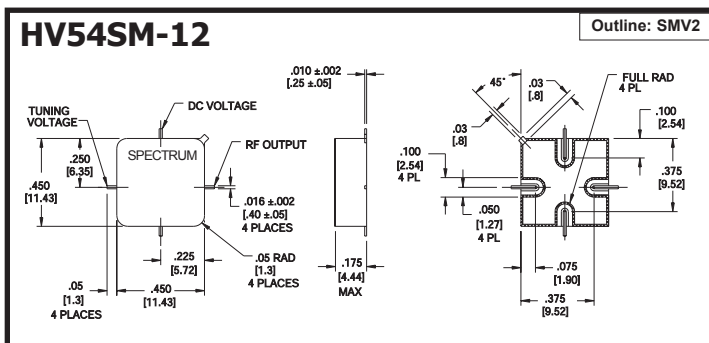 HV54SM-12
Outline: SMV2
.010 ±.002
[.25 ±.05]
TUNING
VOLTAGE
DC VOLTAGE
SPECTRUM
RF OUTPUT
.250
[6.35]
.450
[11.43]
.016 ±.002
[.40 ±.05]
4 PLACES
.225
[5.72]
.05 RAD
[1.3]
4 PLACES
.05
[1.3]
4 PLACES
.450
[11.43]
.175
[4.44]
MAX
45°
.03
[.8]
.03
[.8]
FULL RAD
4 PL
.100
[2.54]
.100
[2.54]
4 PL
.375
[9.52]
.050
[1.27]
4 PL
.075
[1.90]
.375
[9.52]